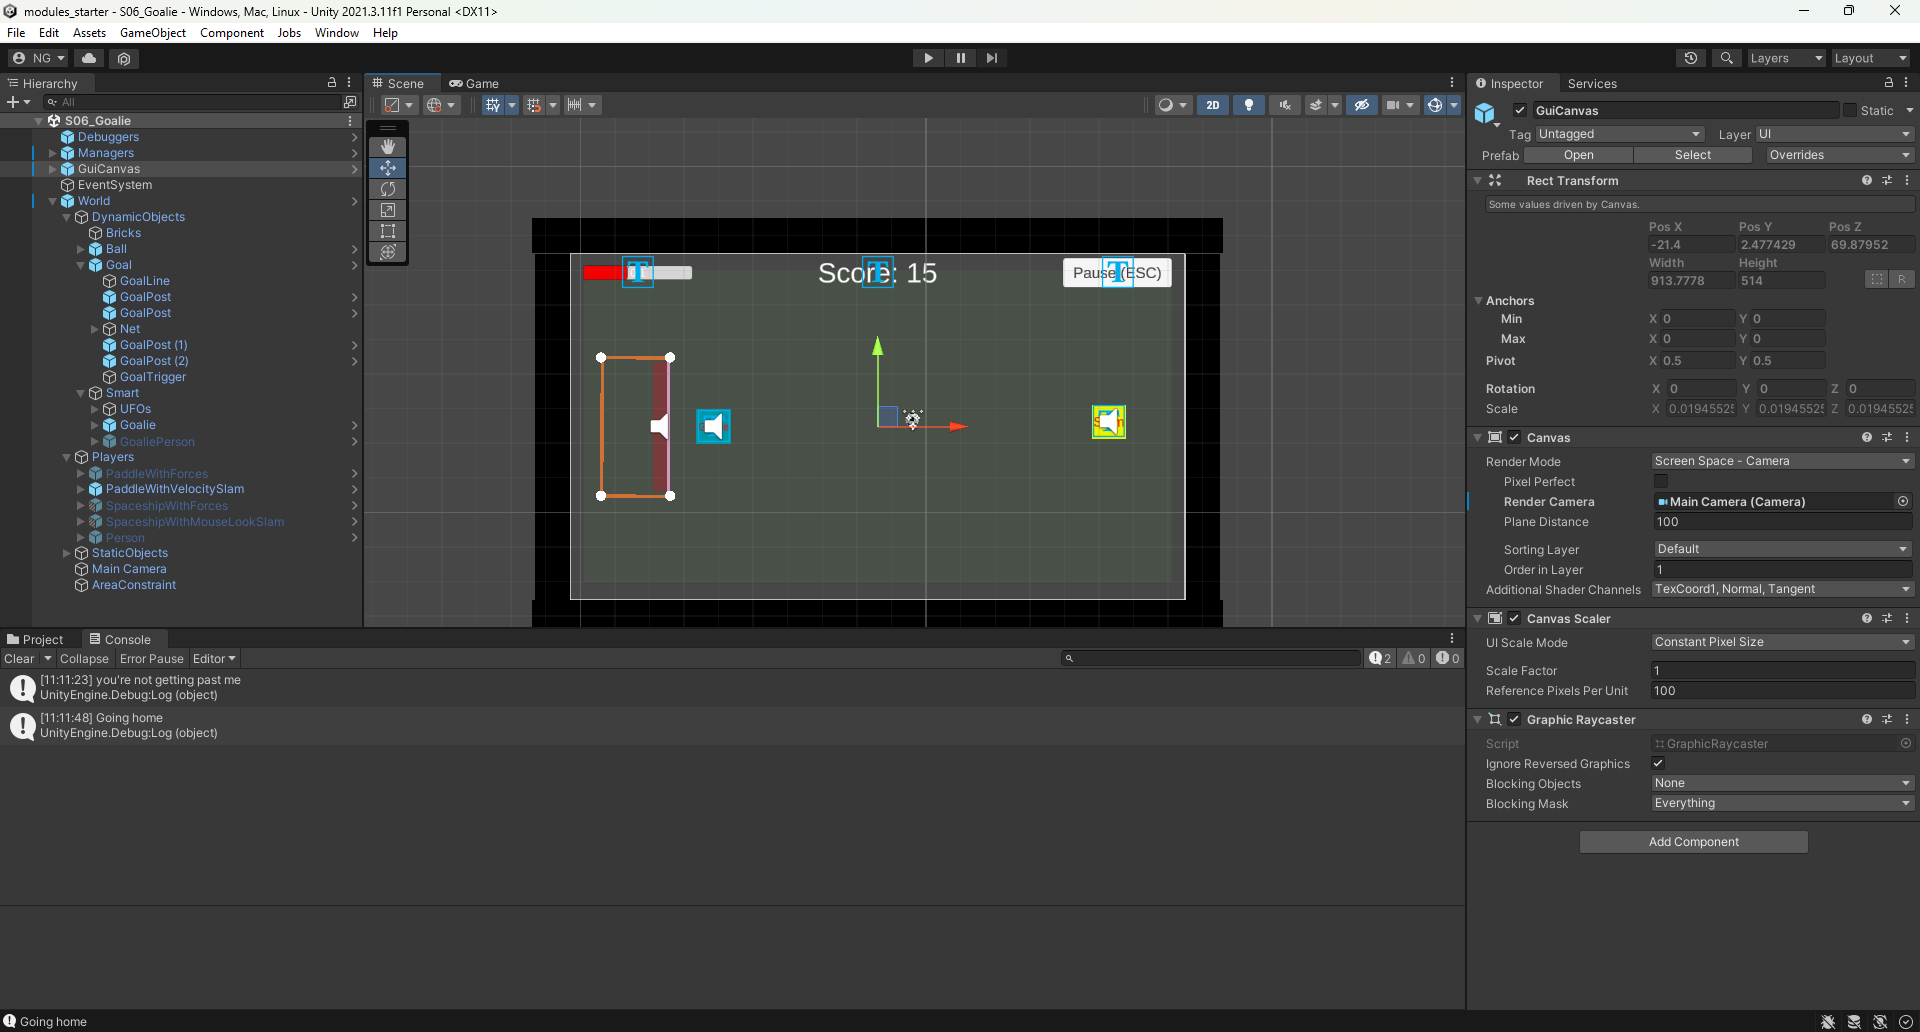 modules_starter - S06_Goalie - Windows, Mac, Linux - Unity 2021.3.11f1 Personal <DX11>
File Edit Assets GameObject Component Jobs Window Help
NG Layers Layout
Hierarchy
All
S06_Goalie
Debuggers
Managers
GuiCanvas
EventSystem
World
DynamicObjects
Bricks
Ball
Goal
GoalLine
GoalPost
GoalPost
Net
GoalPost (1)
GoalPost (2)
GoalTrigger
Smart
UFOs
Goalie
GoaliePerson
Players
PaddleWithForces
PaddleWithVelocitySlam
SpaceshipWithForces
SpaceshipWithMouseLookSlam
Person
StaticObjects
Main Camera
AreaConstraint
Scene Game
2D
Score: 15
Pause (ESC)
Inspector Services
GuiCanvas Static
Tag Untagged Layer UI
Prefab Open Select Overrides
Rect Transform
Some values driven by Canvas.
Pos X Pos Y Pos Z
-21.4 2.477429 69.87952
Width Height
913.7778 514 R
Anchors
Min X 0 Y 0
Max X 0 Y 0
Pivot X 0.5 Y 0.5
Rotation X 0 Y 0 Z 0
Scale X 0.01945525 Y 0.01945525 Z 0.01945525
Canvas
Render Mode Screen Space - Camera
Pixel Perfect
Render Camera Main Camera (Camera)
Plane Distance 100
Sorting Layer Default
Order in Layer 1
Additional Shader Channels TexCoord1, Normal, Tangent
Canvas Scaler
UI Scale Mode Constant Pixel Size
Scale Factor 1
Reference Pixels Per Unit 100
Graphic Raycaster
Script GraphicRaycaster
Ignore Reversed Graphics
Blocking Objects None
Blocking Mask Everything
Add Component
Project Console
Clear Collapse Error Pause Editor 2 0 0
[11:11:23] you're not getting past me
UnityEngine.Debug:Log (object)
[11:11:48] Going home
UnityEngine.Debug:Log (object)
Going home